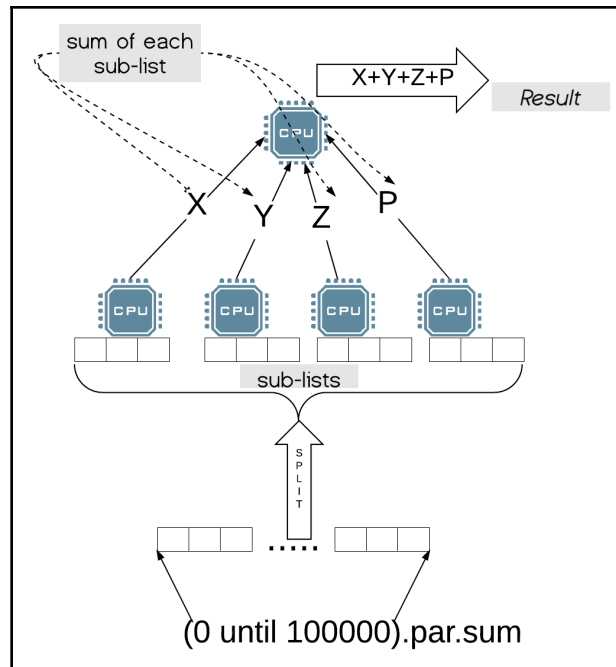 sum of each
sub-list
X+Y+Z+P
Result
CPU
X
Y
Z
P
CPU
CPU
CPU
CPU
sub-lists
SPLIT
(0 until 100000).par.sum